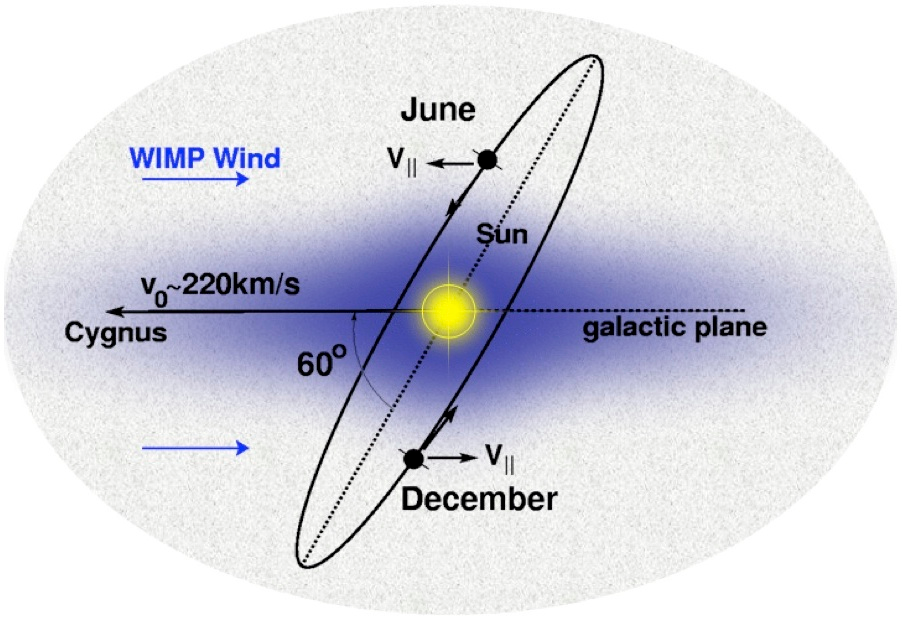 June
WIMP Wind
V||
Sun
v0~220km/s
Cygnus
galactic plane
60o
V||
December